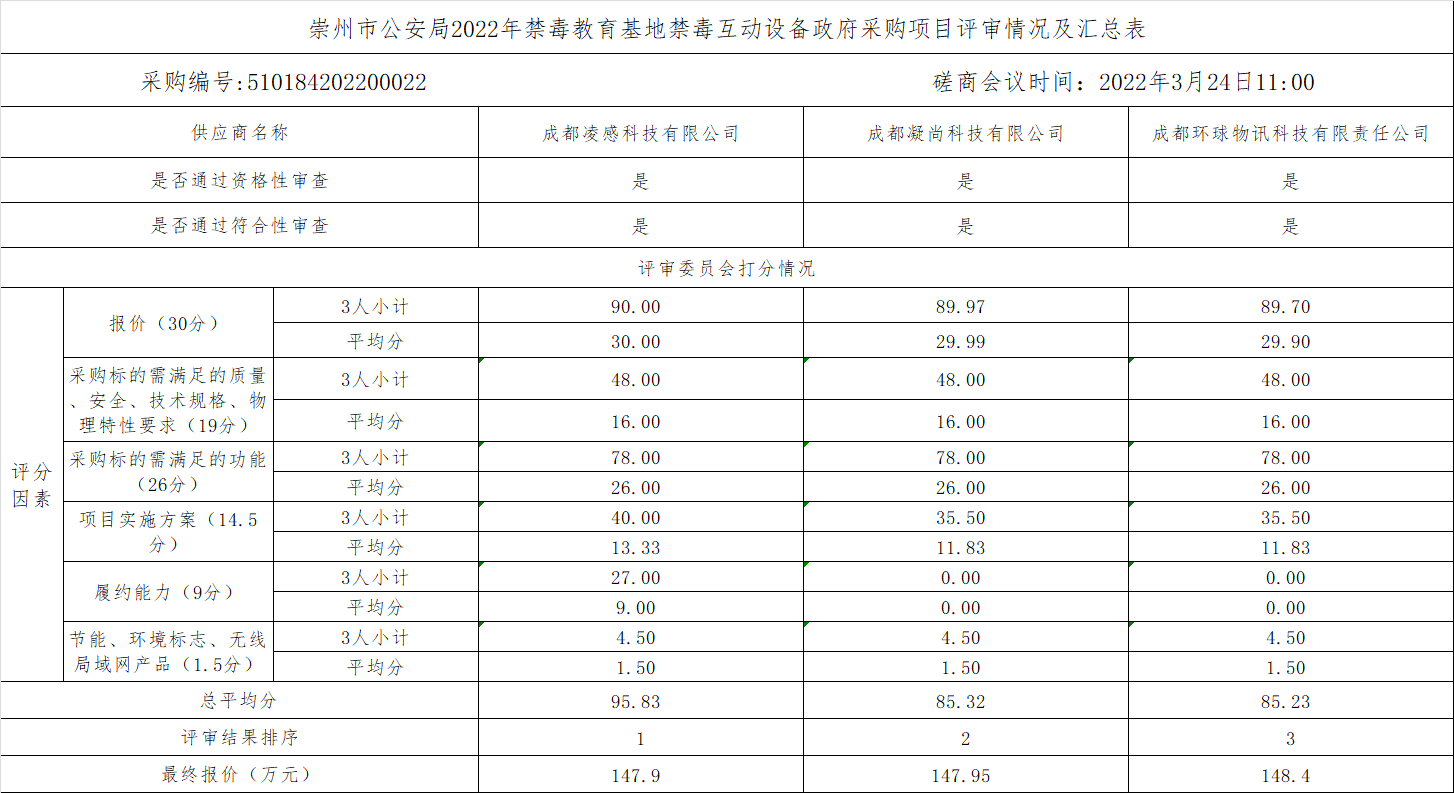 崇州市公安局2022年禁毒教育基地禁毒互动设备政府采购项目评审情况及汇总表
采购编号:510184202200022 磋商会议时间：2022年3月24日11:00
供应商名称 成都凌感科技有限公司 成都凝尚科技有限公司 成都环球物讯科技有限责任公司
是否通过资格性审查 是 是 是
是否通过符合性审查 是 是 是
评审委员会打分情况
评分
因素
报价（30分）
3人小计 90.00 89.97 89.70
平均分 30.00 29.99 29.90
采购标的需满足的质量
、安全、技术规格、物
理特性要求（19分）
3人小计 48.00 48.00 48.00
平均分 16.00 16.00 16.00
采购标的需满足的功能
（26分）
3人小计 78.00 78.00 78.00
平均分 26.00 26.00 26.00
项目实施方案（14.5
分）
3人小计 40.00 35.50 35.50
平均分 13.33 11.83 11.83
履约能力（9分）
3人小计 27.00 0.00 0.00
平均分 9.00 0.00 0.00
节能、环境标志、无线
局域网产品（1.5分）
3人小计 4.50 4.50 4.50
平均分 1.50 1.50 1.50
总平均分 95.83 85.32 85.23
评审结果排序 1 2 3
最终报价（万元） 147.9 147.95 148.4